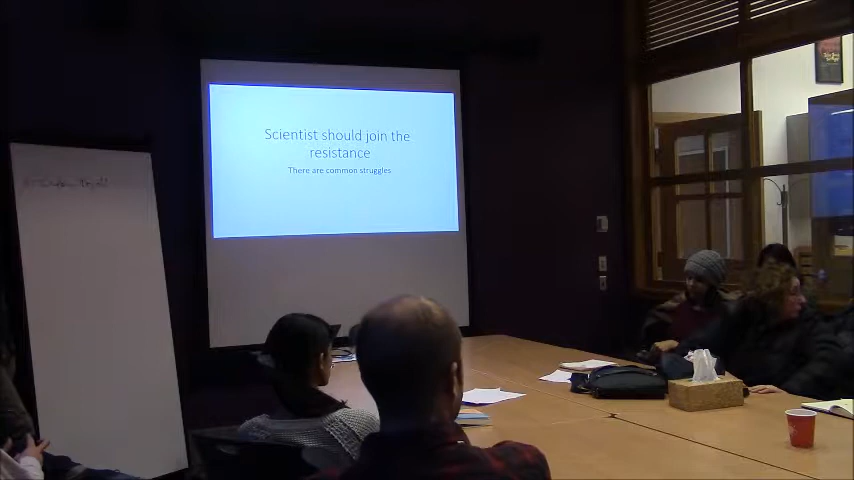 Scientist should join the
resistance
There are common struggles